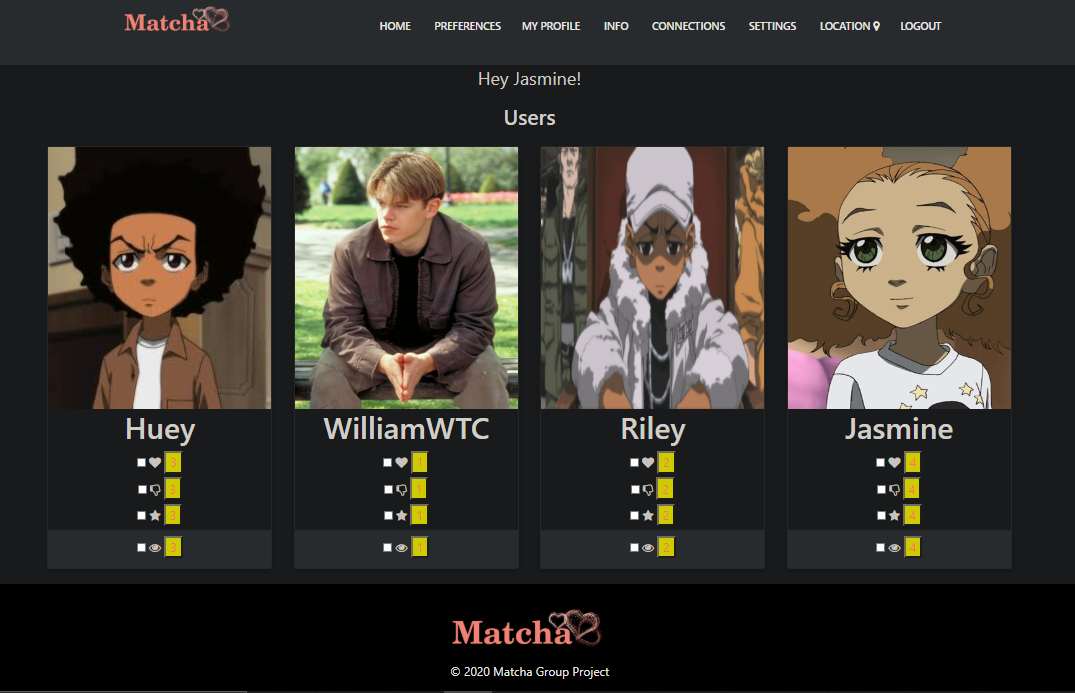 Matcha
HOME PREFERENCES MY PROFILE INFO CONNECTIONS SETTINGS LOCATION LOGOUT
Hey Jasmine!
Users
Huey
3
3
3
3
WilliamWTC
1
1
1
1
Riley
2
2
2
2
Jasmine
4
4
4
4
Matcha
© 2020 Matcha Group Project